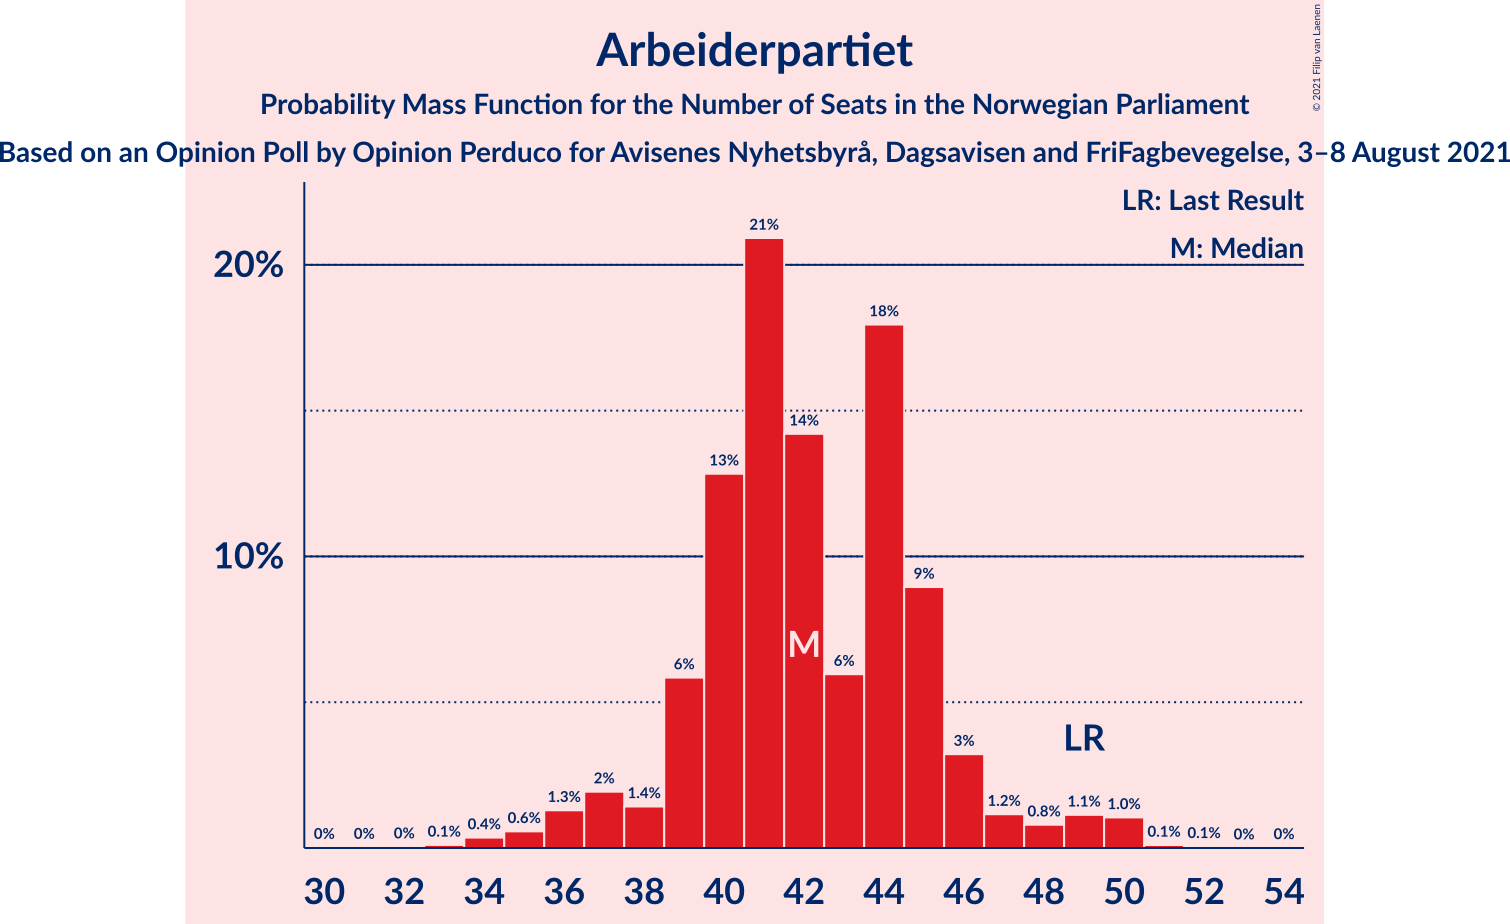 Arbeiderpartiet
Probability Mass Function for the Number of Seats in the Norwegian Parliament
Based on an Opinion Poll by Opinion Perduco for Avisenes Nyhetsbyrå, Dagsavisen and FriFagbevegelse, 3–8 August 2021
© 2021 Filip van Laenen
LR: Last Result
M: Median
20%
10%
0% 0% 0% 0.1% 0.4% 0.6% 1.3% 2% 1.4% 6% 13% 21% 14% 6% 18% 9% 3% 1.2% 0.8% 1.1% 1.0% 0.1% 0.1% 0% 0%
M
LR
30 32 34 36 38 40 42 44 46 48 50 52 54